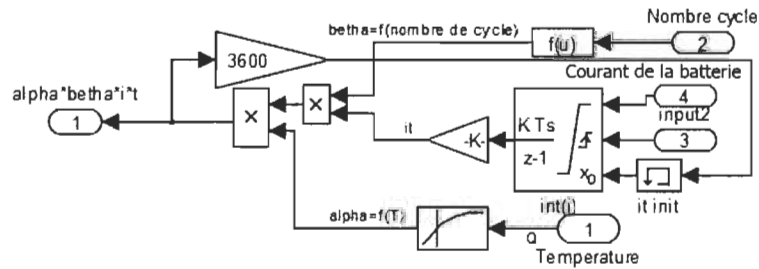 Nombre cycle
betha=f(nombre de cycle)
f(u)
2
3600
Courant de la batterie
alpha*betha*i*t
4
input2
1
×
×
it
-K-
K Ts
z-1
x0
3
int(i)
it init
alpha=f(T)
1
Temperature